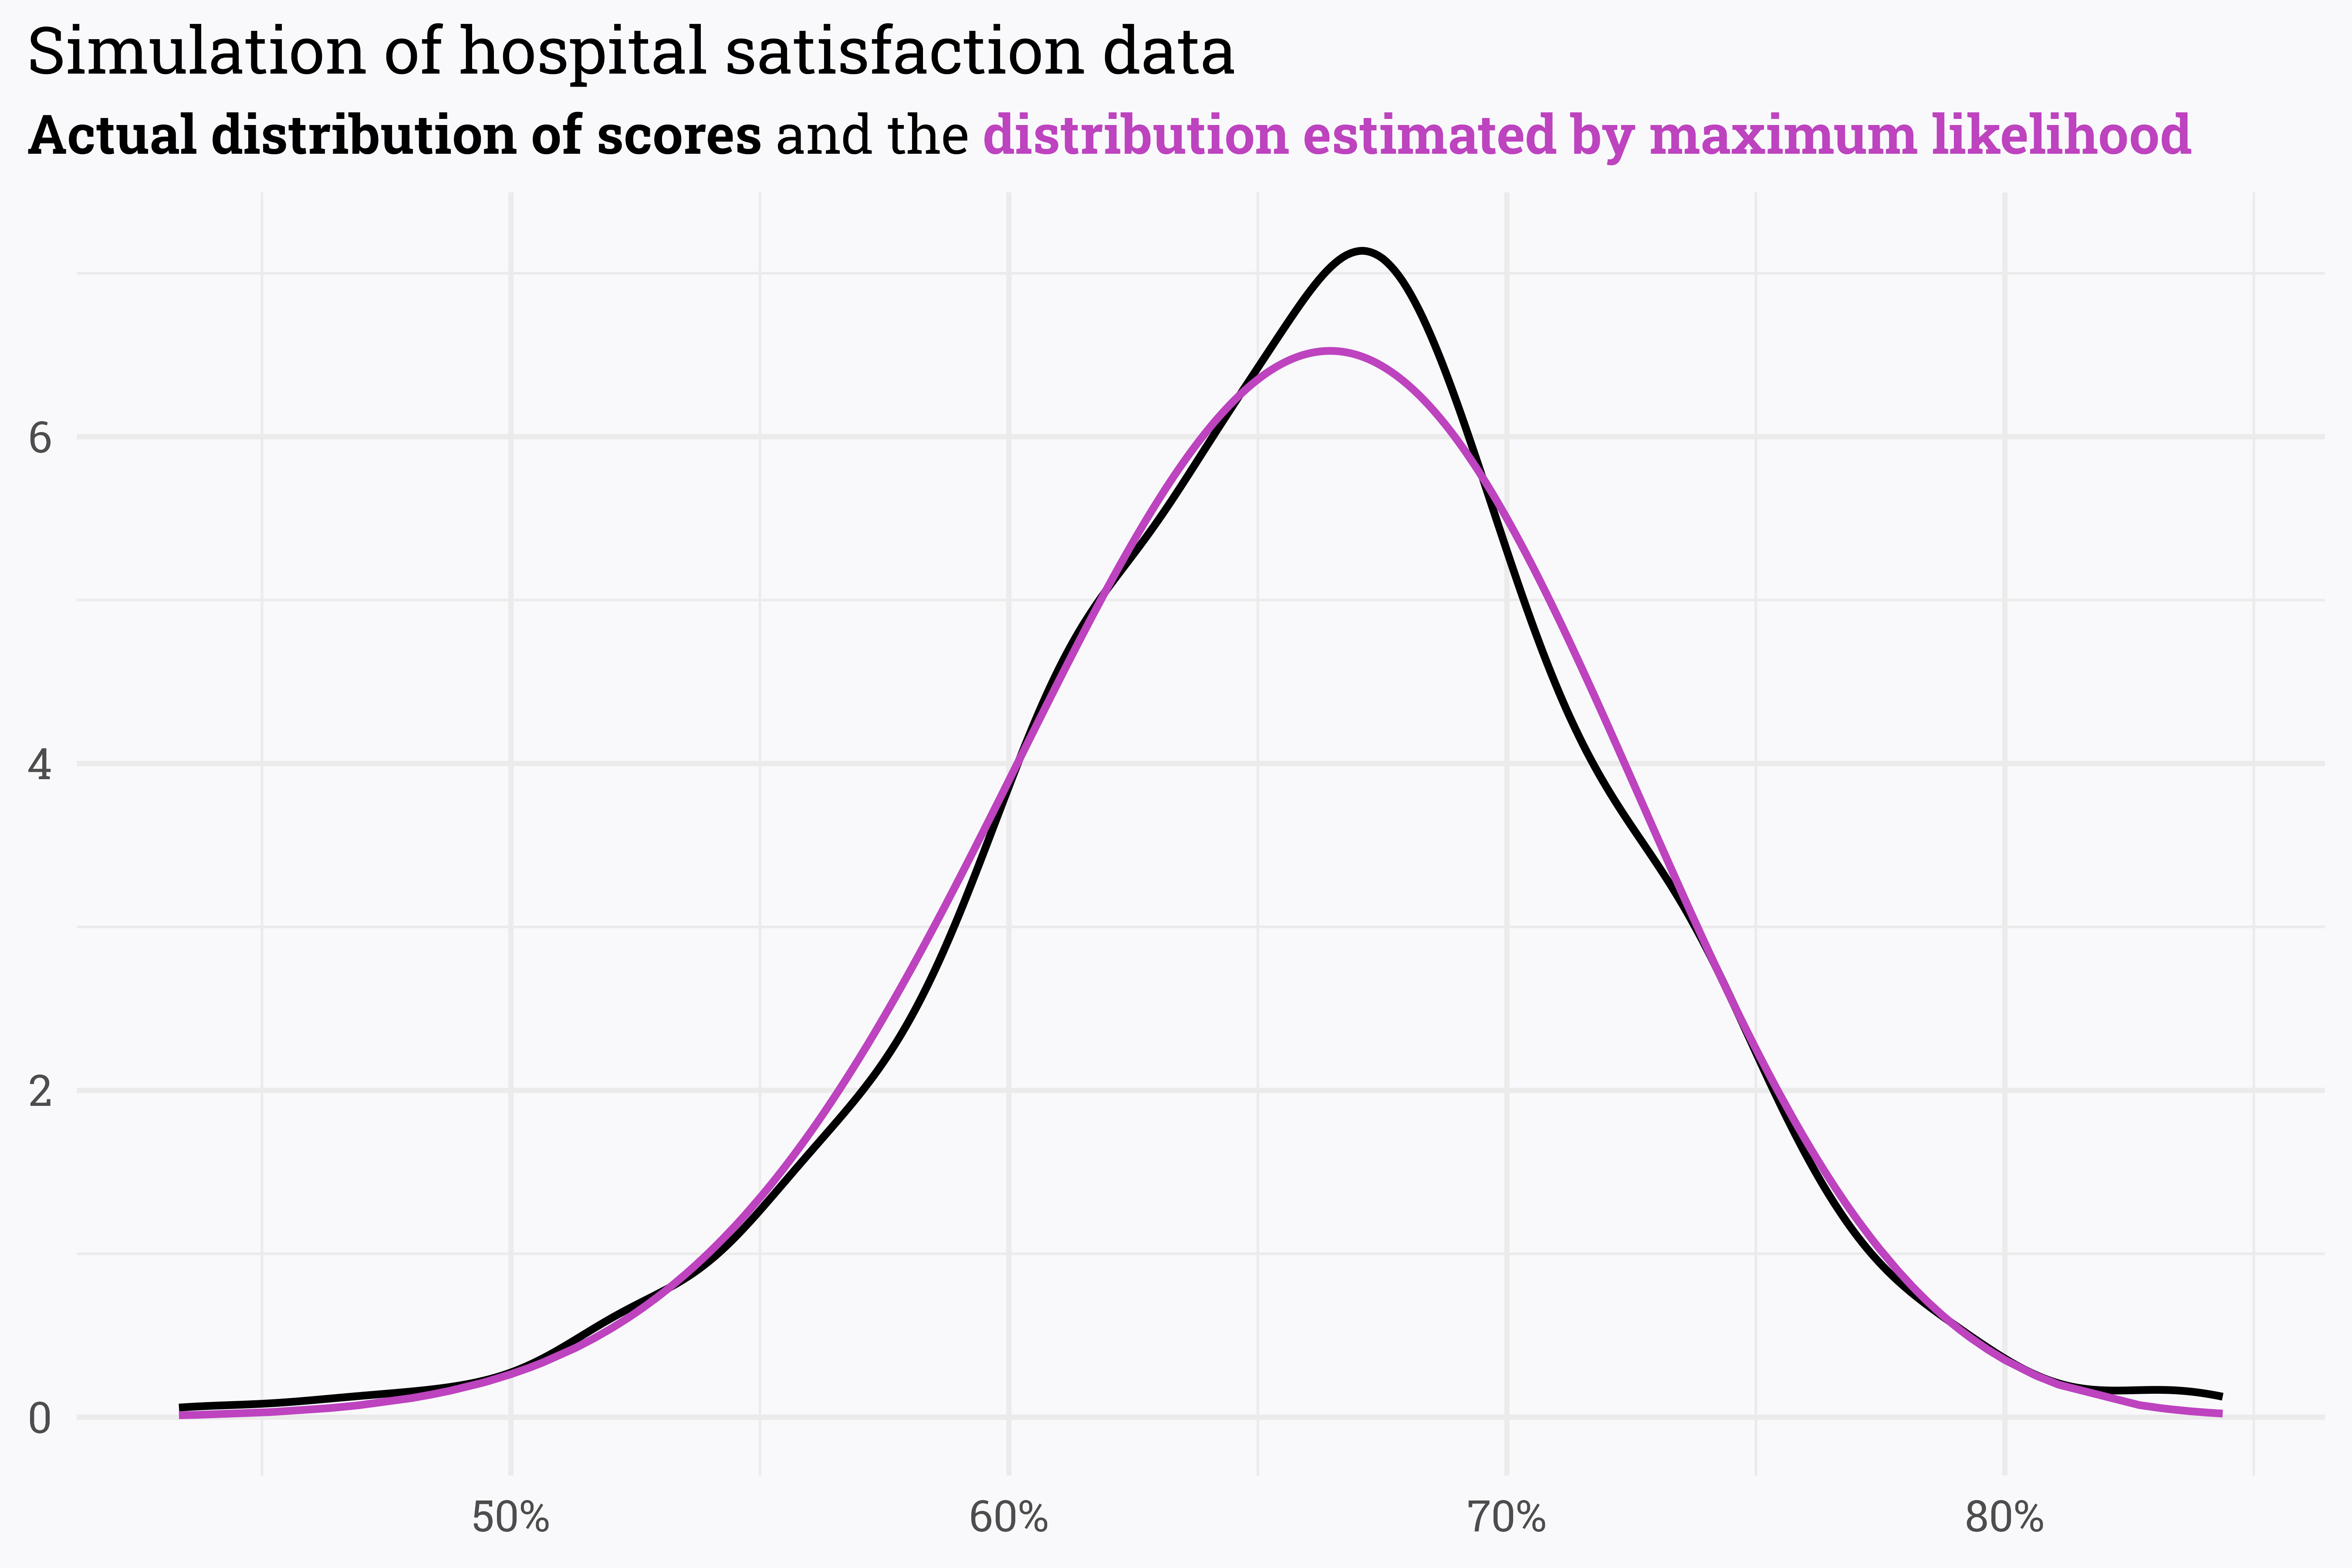 Simulation of hospital satisfaction data
Actual distribution of scores and the distribution estimated by maximum likelihood
6
4
2
0
50% 60% 70% 80%